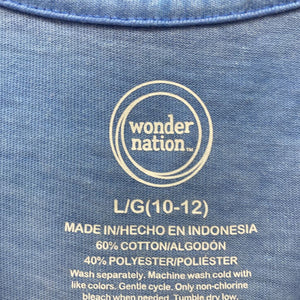 wonder
nation™
L/G(10-12)
MADE IN/HECHO EN INDONESIA
60% COTTON/ALGODÓN
40% POLYESTER/POLIÉSTER
Wash separately. Machine wash cold with
like colors. Gentle cycle. Only non-chlorine
bleach when needed. Tumble dry low.